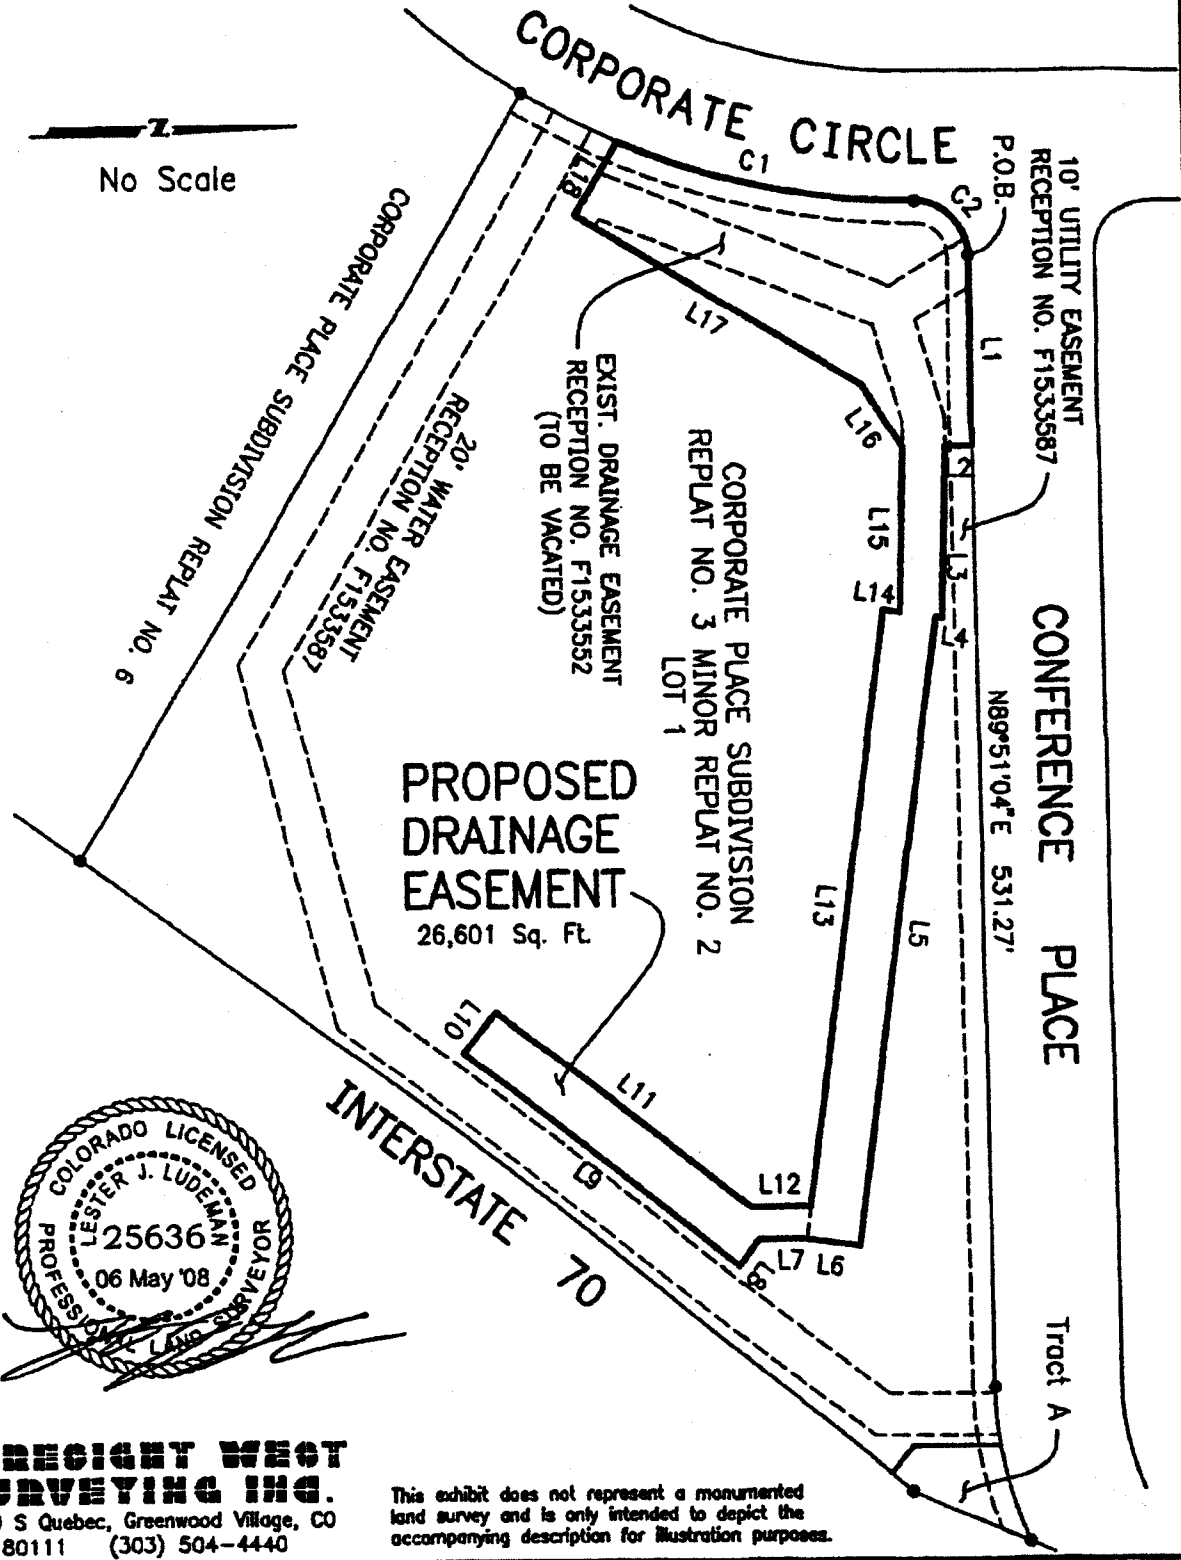 CORPORATE CIRCLE
C1
C2
P.O.B.
10' UTILITY EASEMENT
RECEPTION NO. F1533587
Z
No Scale
L18
L17
L16
L15
L14
L1
L2
L3
L4
CORPORATE PLACE SUBDIVISION REPLAT NO. 6
20' WATER EASEMENT
RECEPTION NO. F1533587
EXIST. DRAINAGE EASEMENT
RECEPTION NO. F1533552
(TO BE VACATED)
CORPORATE PLACE SUBDIVISION
REPLAT NO. 3 MINOR REPLAT NO. 2
LOT 1
CONFERENCE PLACE
N89°51'04"E 531.27'
PROPOSED
DRAINAGE
EASEMENT
26,601 Sq. Ft.
L13
L5
L10
L11
L9
L12
L7
L6
L8
INTERSTATE 70
Tract A
COLORADO LICENSED
LESTER J. LUDEMAN
25636
06 May '08
PROFESSIONAL LAND SURVEYOR
WEST
INC.
S Quebec, Greenwood Village, CO
80111 (303) 504-4440
This exhibit does not represent a monumented
land survey and is only intended to depict the
accompanying description for illustration purposes.